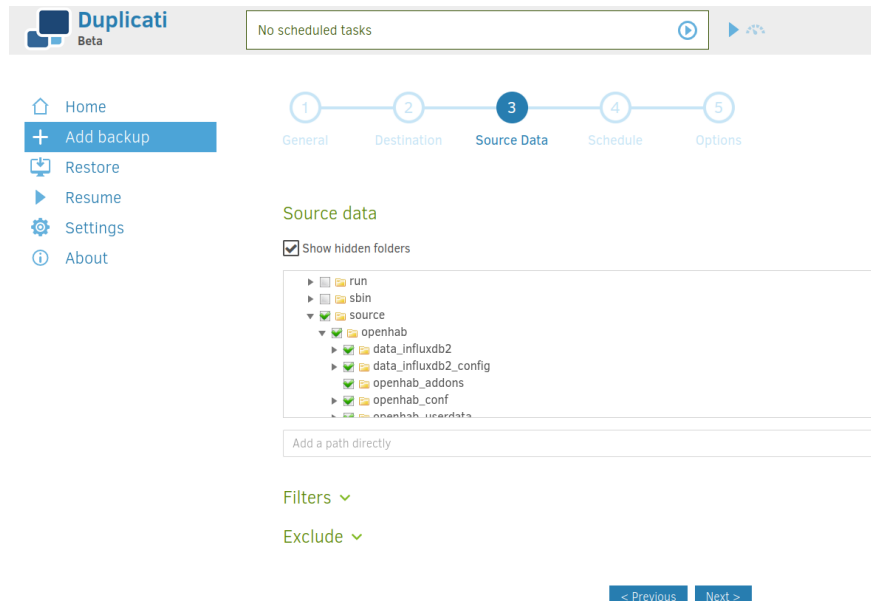 Duplicati
Beta
No scheduled tasks
Home
Add backup
Restore
Resume
Settings
About
1
2
3
4
5
General
Destination
Source Data
Schedule
Options
Source data
Show hidden folders
run
sbin
source
openhab
data_influxdb2
data_influxdb2_config
openhab_addons
openhab_conf
openhab_userdata
Add a path directly
Filters
Exclude
< Previous
Next >